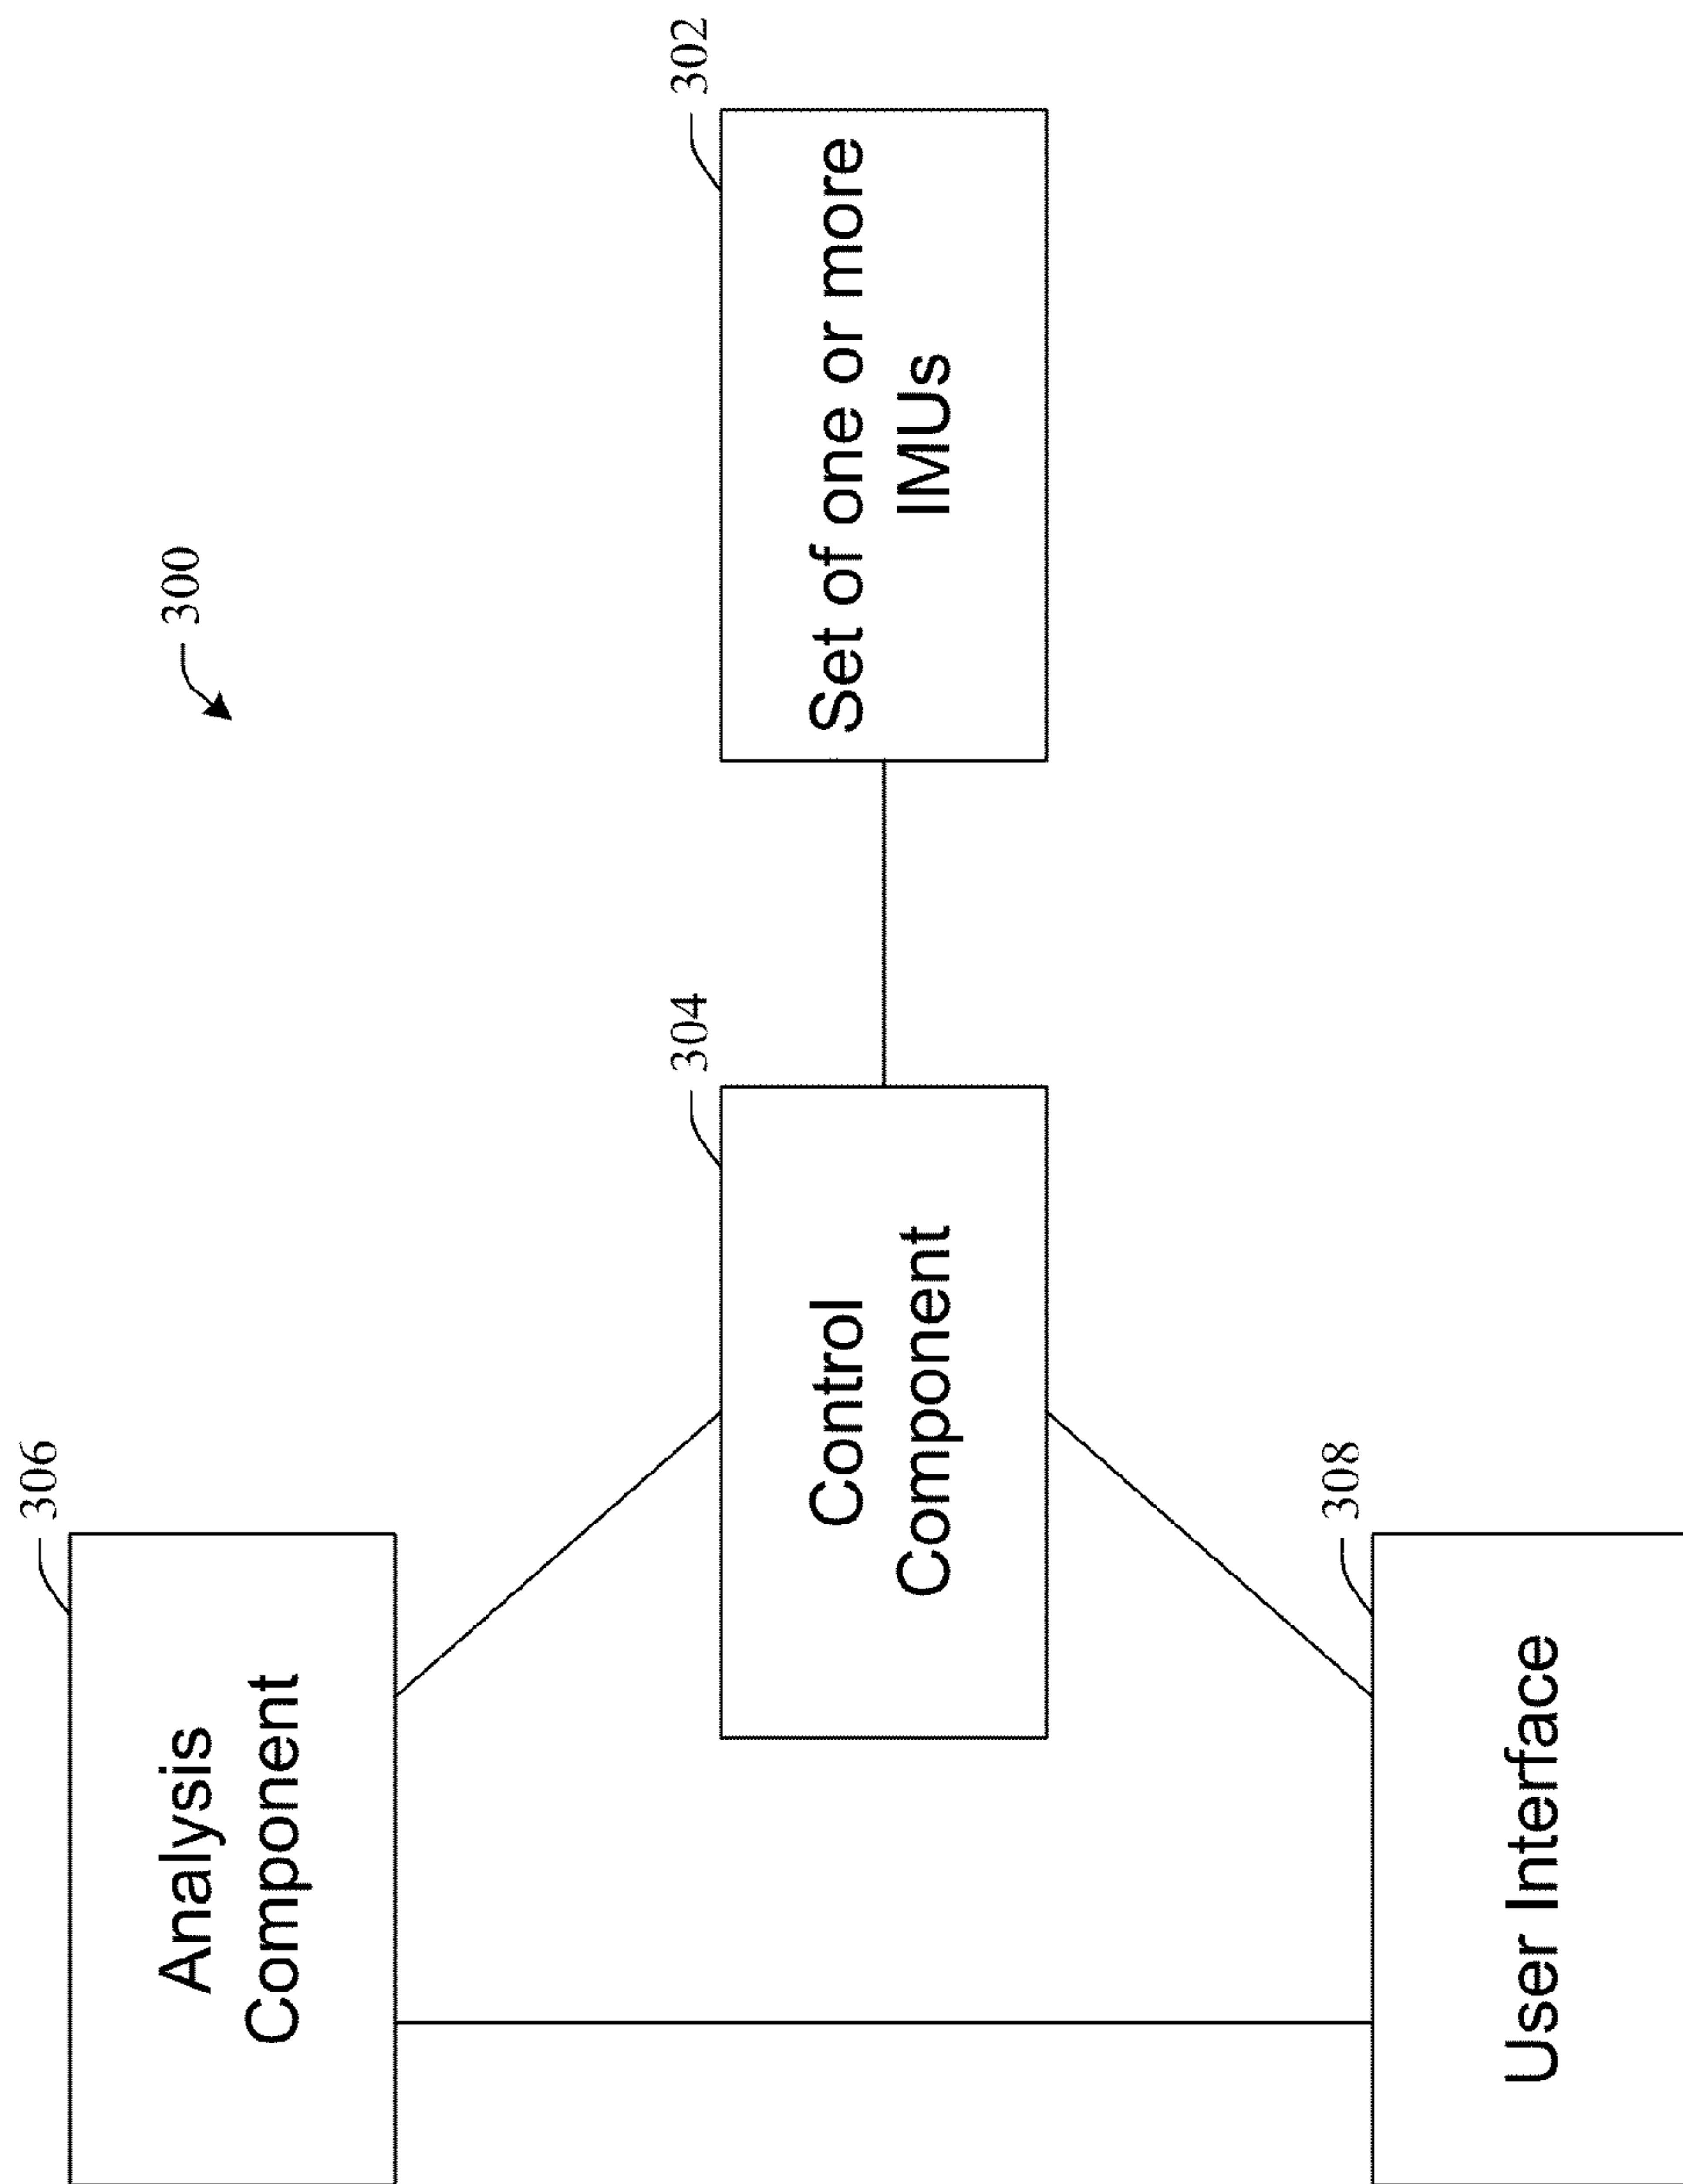 300
306
Analysis
Component
304
Control
Component
302
Set of one or more
IMUs
308
User Interface